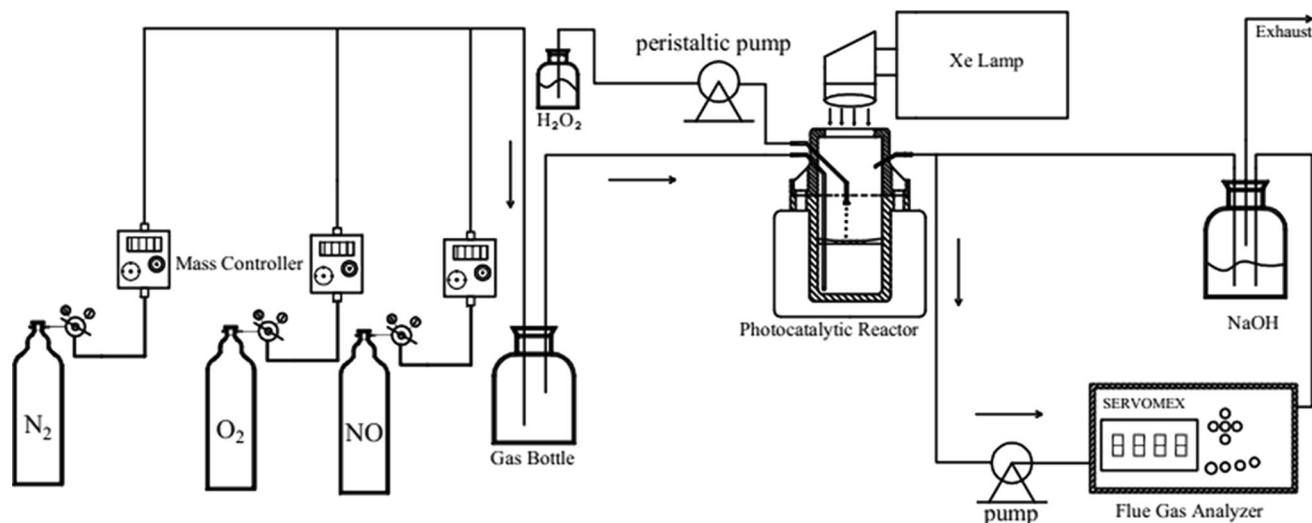 peristaltic pump
Xe Lamp
Exhaust
H₂O₂
Mass Controller
Photocatalytic Reactor
NaOH
N₂
O₂
NO
Gas Bottle
SERVOMEX
pump
Flue Gas Analyzer